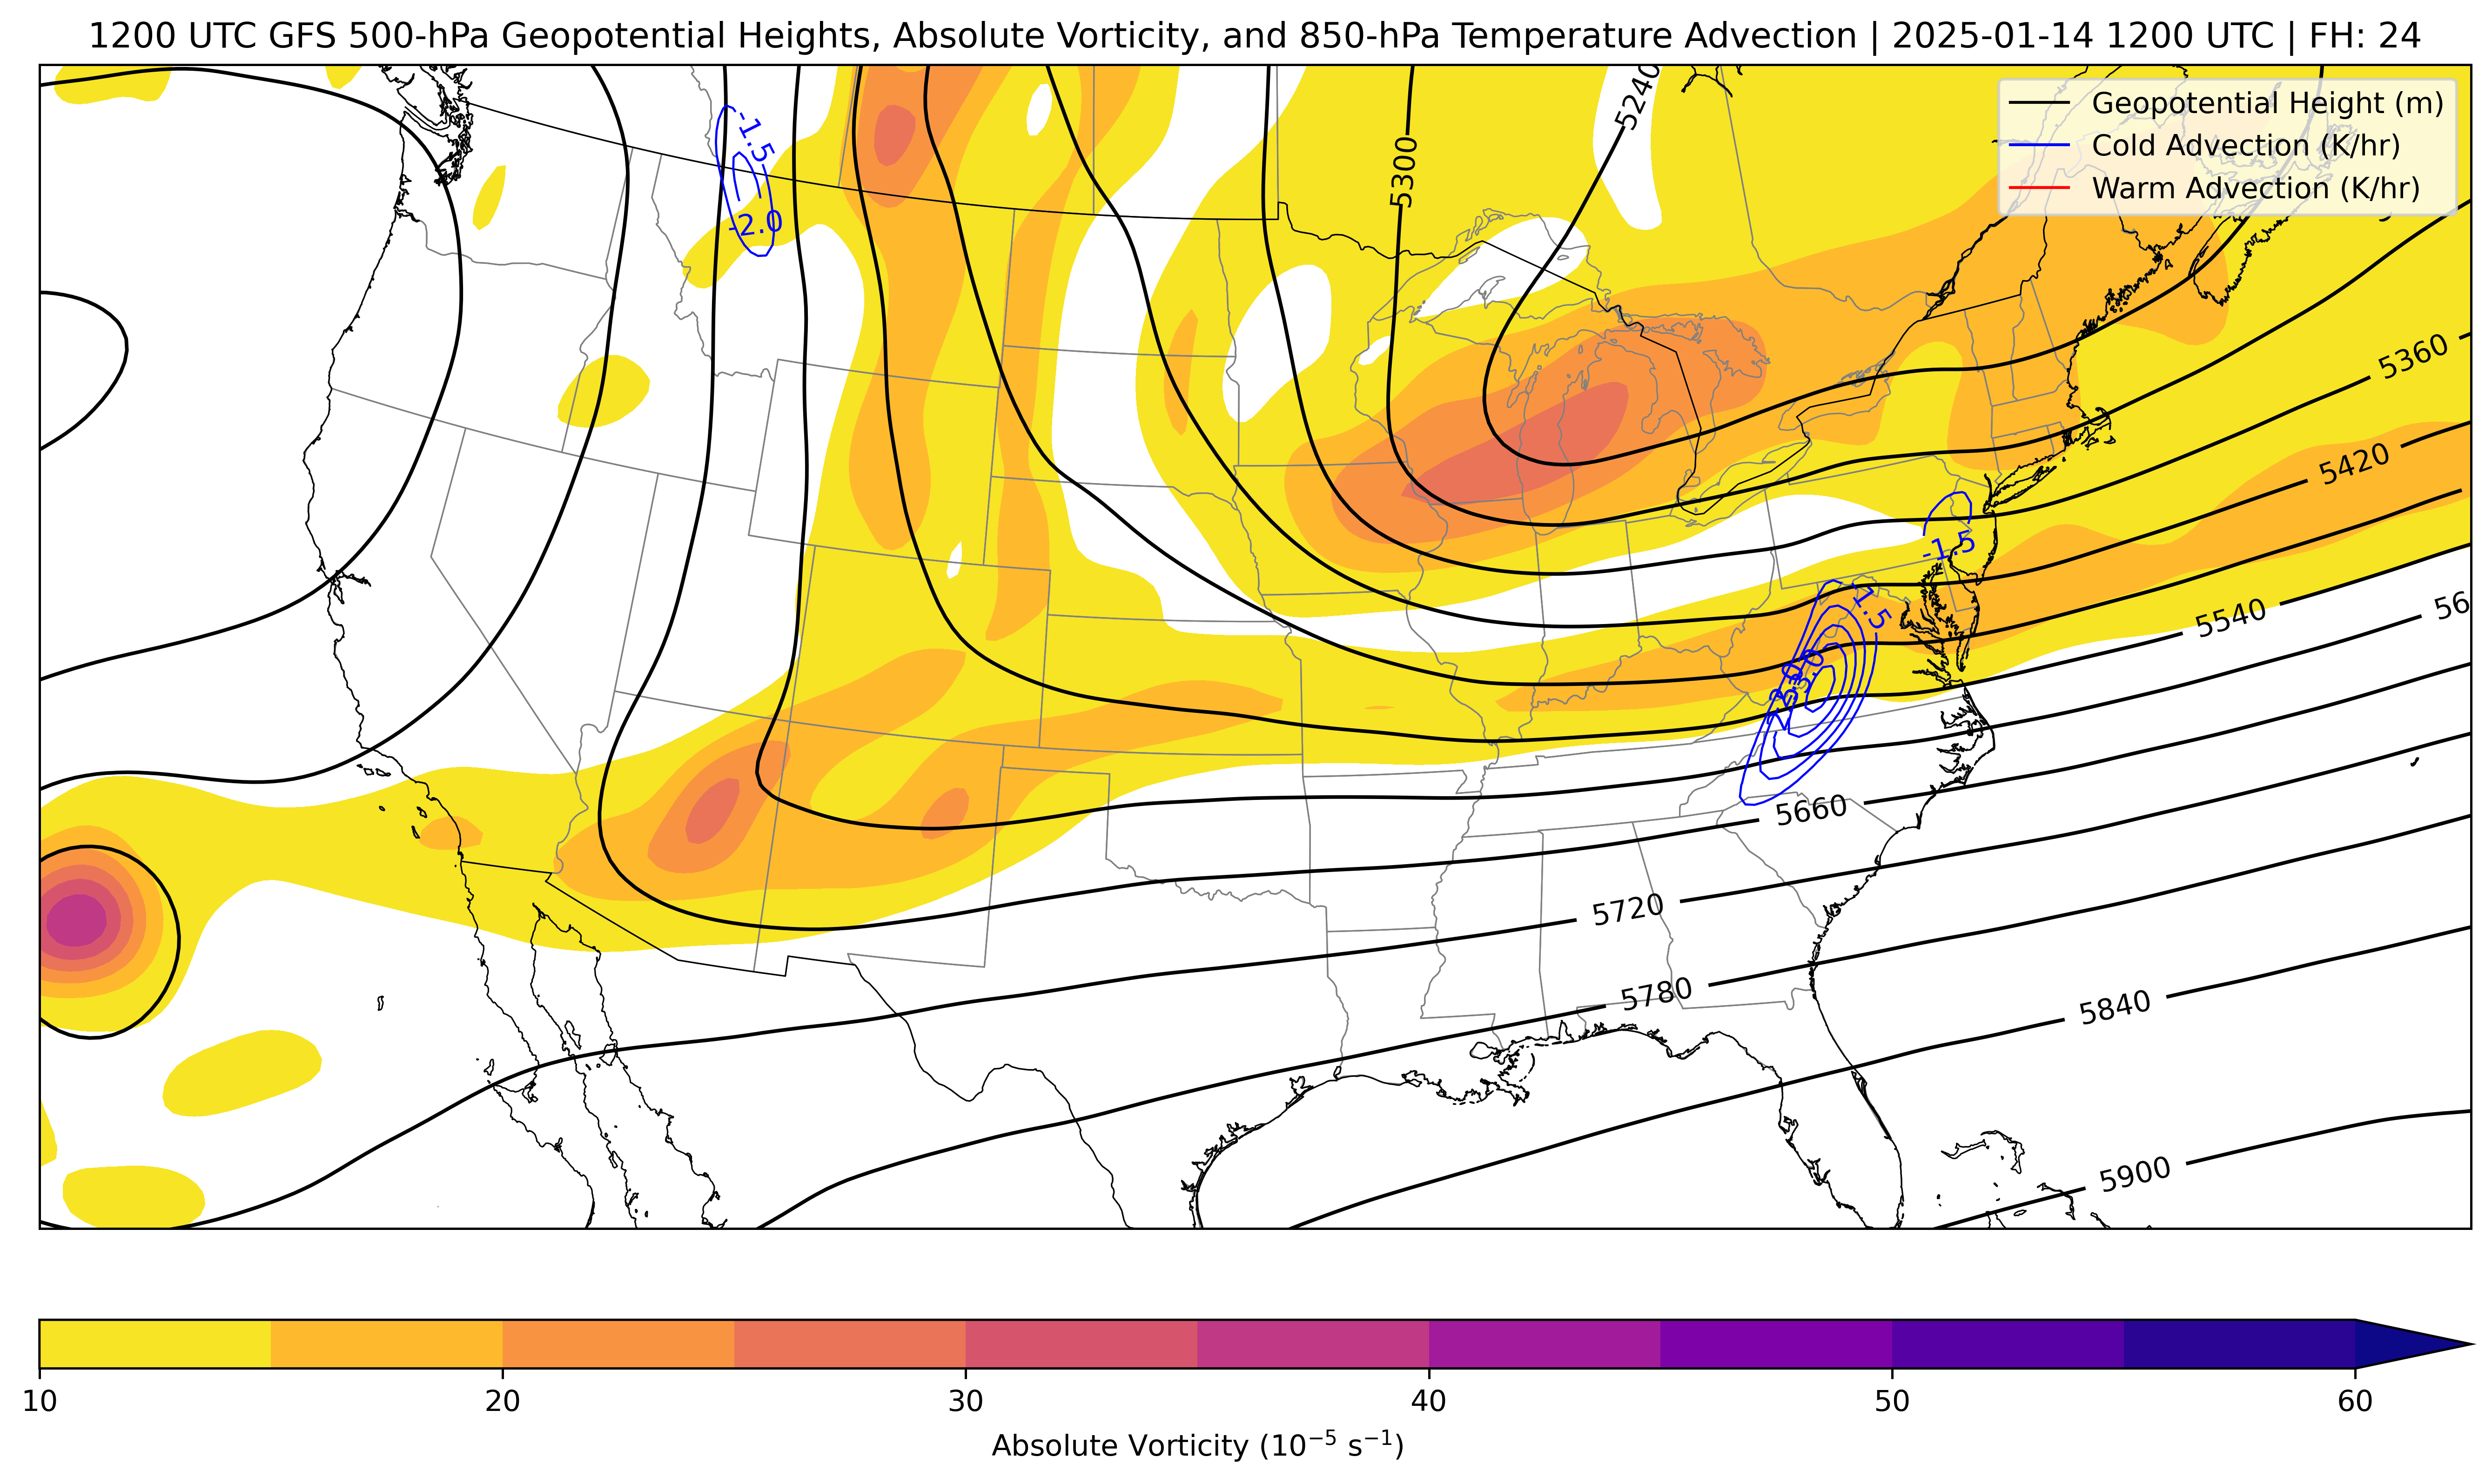 1200 UTC GFS 500-hPa Geopotential Heights, Absolute Vorticity, and 850-hPa Temperature Advection | 2025-01-14 1200 UTC | FH: 24
Geopotential Height (m)
Cold Advection (K/hr)
Warm Advection (K/hr)
5240
-1.5
5300
-2.0
5360
5420
-1.5
-1.5
5540
56
-3.0
5660
5720
5780
5840
5900
10 20 30 40 50 60
Absolute Vorticity (10⁻⁵ s⁻¹)